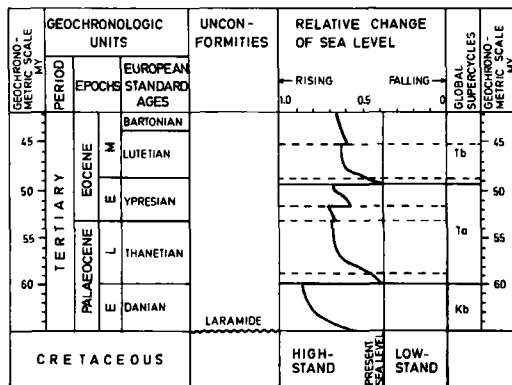 GEOCHRONO-
METRIC SCALE
MY
GEOCHRONOLOGIC
UNITS
PERIOD
EPOCHS
EUROPEAN
STANDARD
AGES
UNCON-
FORMITIES
RELATIVE CHANGE
OF SEA LEVEL
← RISING
FALLING →
1.0
0.5
0
GLOBAL
SUPERCYCLES
GEOCHRONO-
METRIC SCALE
MY
45
50
55
60
TERTIARY
EOCENE
PALAEOCENE
M
E
L
E
BARTONIAN
LUTETIAN
YPRESIAN
THANETIAN
DANIAN
LARAMIDE
Tb
Ta
Kb
45
50
55
60
CRETACEOUS
HIGH-
STAND
PRESENT
SEA LEVEL
LOW-
STAND